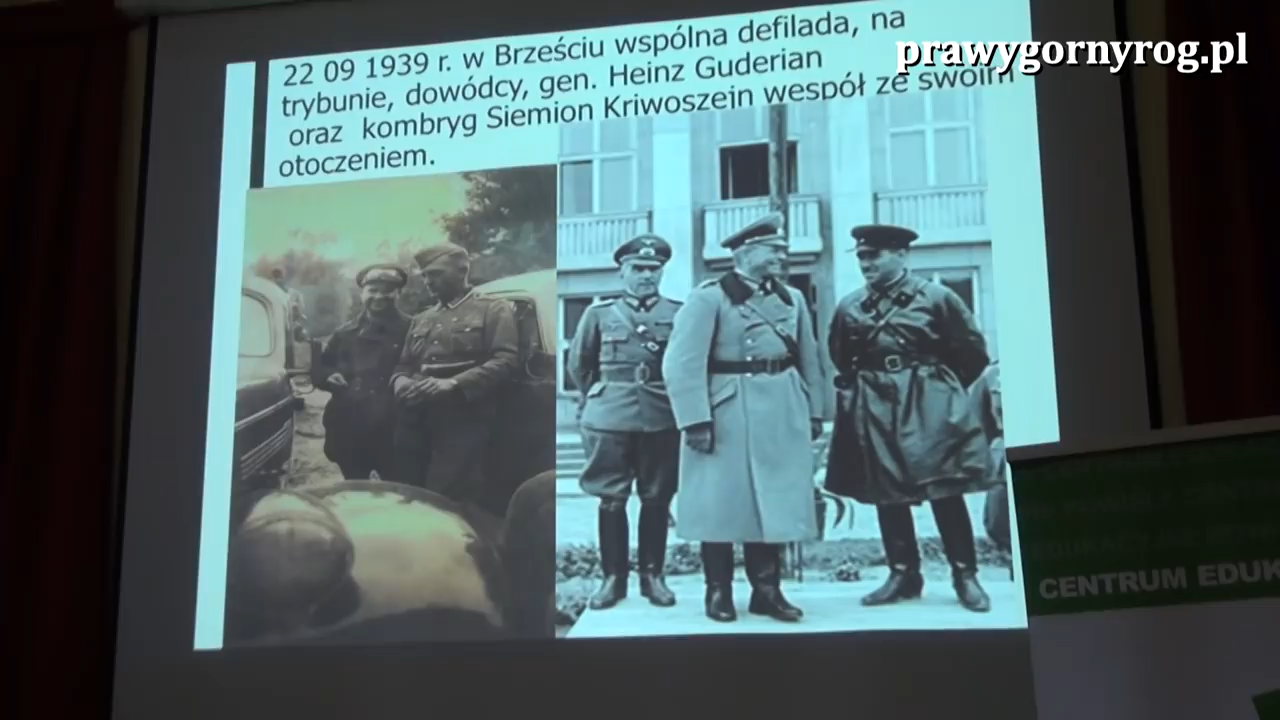 prawygornyrog.pl
22 09 1939 r. w Brześciu wspólna defilada, na
trybunie, dowódcy, gen. Heinz Guderian
oraz kombryg Siemion Kriwoszein wespół ze swoim
otoczeniem.
CENTRUM EDUK